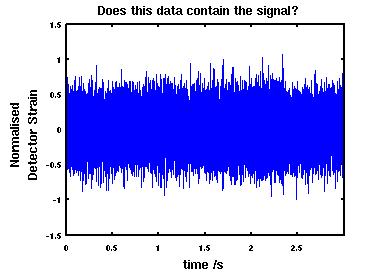 Does this data contain the signal?
1.5
1
0.5
0
-0.5
-1
-1.5
Normalised
Detector Strain
0 0.5 1 1.5 2 2.5
time /s